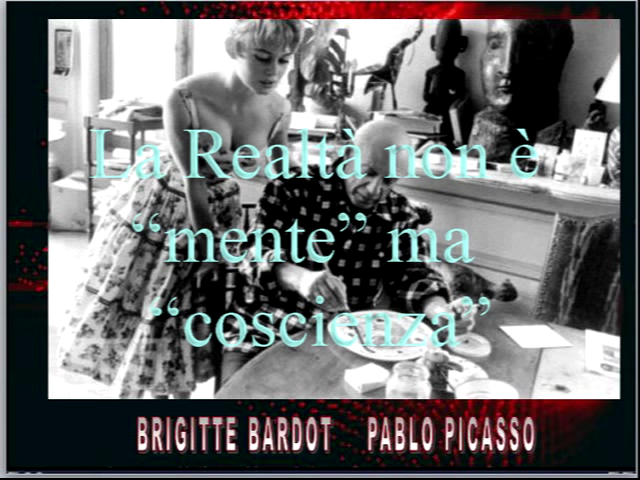 La Realtà non è
“mente” ma
“coscienza”
BRIGITTE BARDOT PABLO PICASSO